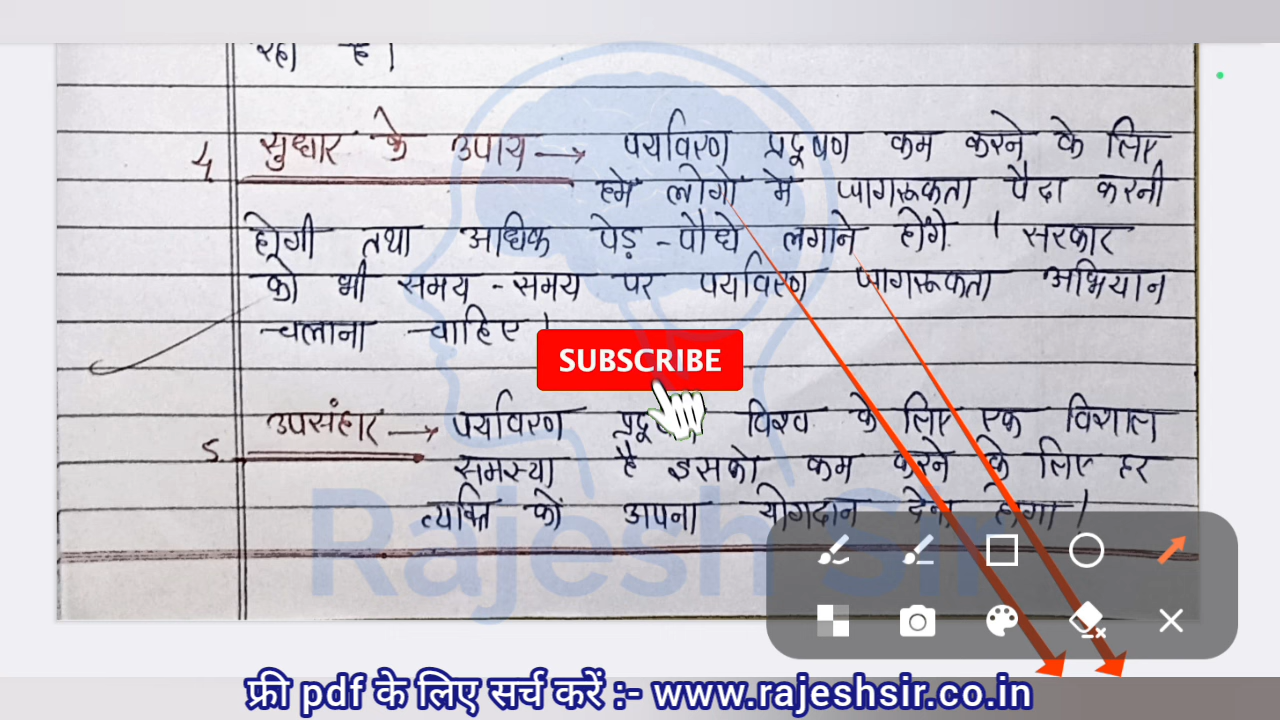 रहा है।
4. सुधार के उपाय → पर्यावरण प्रदूषण कम करने के लिए
हमें लोगों में जागरूकता पैदा करनी
होगी तथा अधिक पेड़-पौधे लगाने होंगे। सरकार
को भी समय-समय पर पर्यावरण जागरूकता अभियान
चलाना चाहिए।
SUBSCRIBE
5. उपसंहार → पर्यावरण विश्व के लिए एक विशाल
समस्या है इसको कम करने के लिए हर
व्यक्ति को अपना योगदान देना होगा।
Rajesh Sir
फ्री pdf के लिए सर्च करें :- www.rajeshsir.co.in